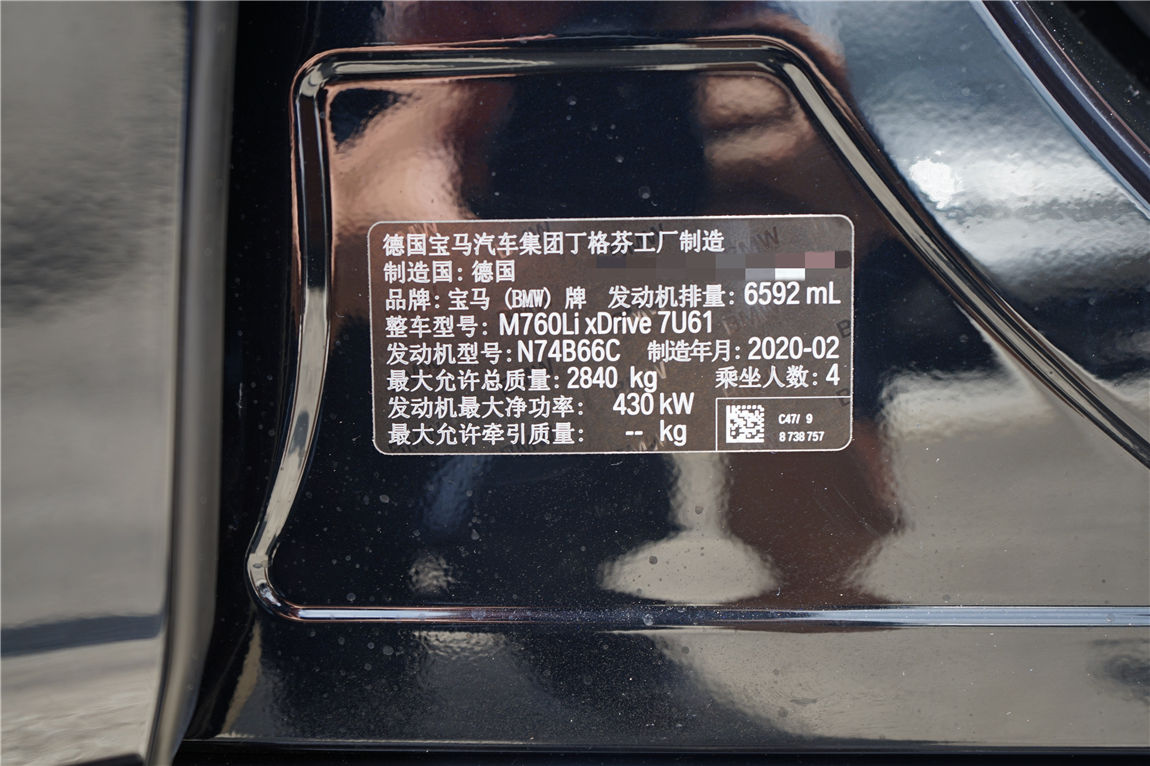 德国宝马汽车集团丁格芬工厂制造
制造国：德国
品牌：宝马（BMW）牌 发动机排量：6592 mL
整车型号：M760Li xDrive 7U61
发动机型号：N74B66C 制造年月：2020-02
最大允许总质量：2840 kg 乘坐人数：4
发动机最大净功率： 430 kW
最大允许牵引质量： -- kg
C47/ 9
8 738 757